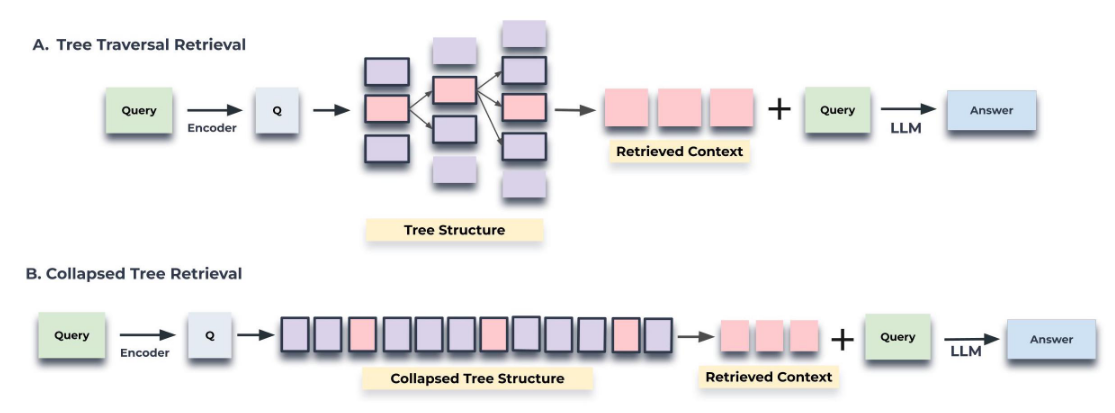 A. Tree Traversal Retrieval
Query
Encoder
Q
Retrieved Context
+
Query
LLM
Answer
Tree Structure
B. Collapsed Tree Retrieval
Query
Encoder
Q
Collapsed Tree Structure
Retrieved Context
+
Query
LLM
Answer